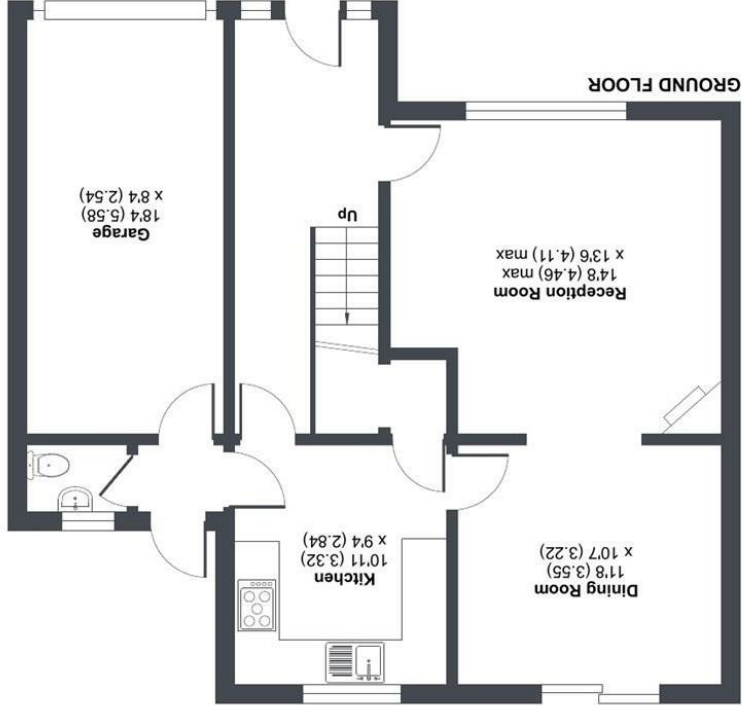 Dining Room
11'8 (3.55)
x 10'7 (3.22)
Kitchen
10'11 (3.32)
x 9'4 (2.84)
Reception Room
14'8 (4.46) max
x 13'6 (4.11) max
Up
Garage
18'4 (5.58)
x 8'4 (2.54)
GROUND FLOOR